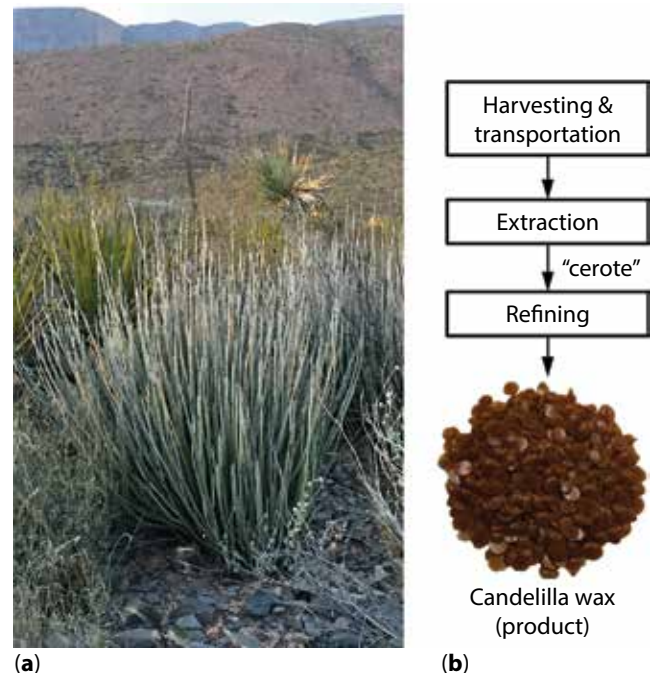 Harvesting &
transportation
Extraction
“cerote”
Refining
Candelilla wax
(product)
(a)
(b)